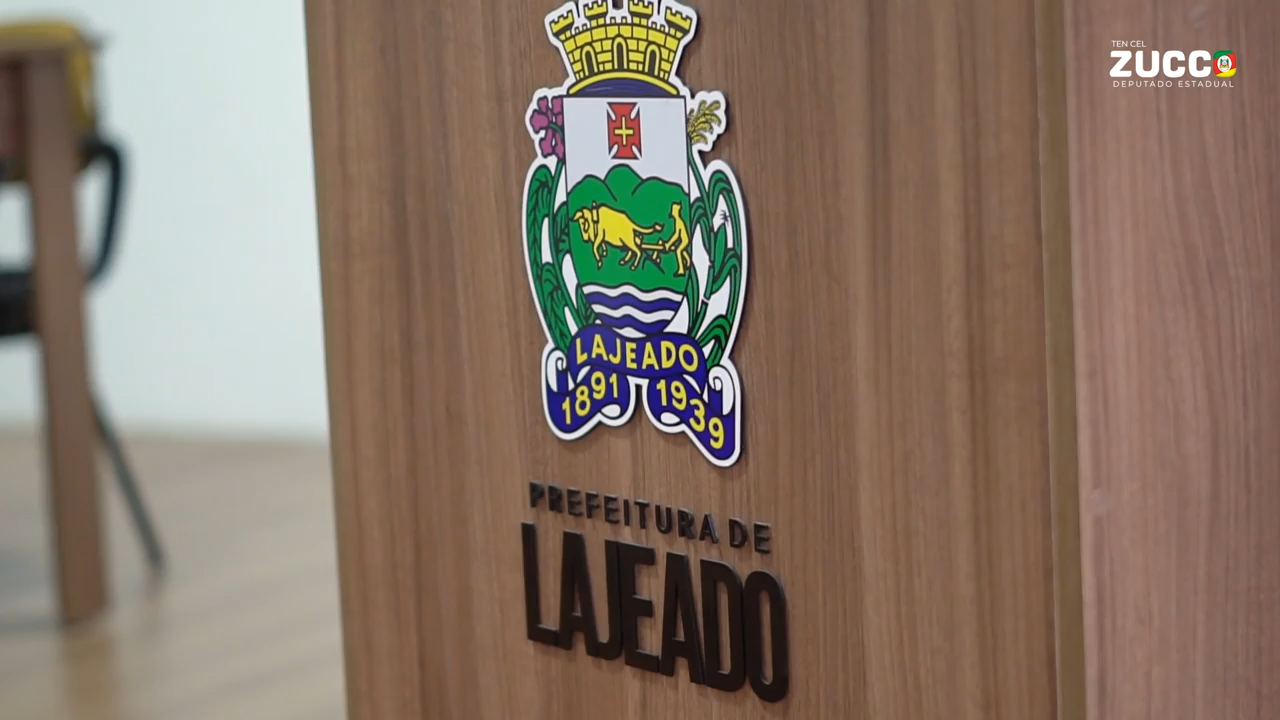 TEN CEL
ZUCCO
DEPUTADO ESTADUAL
LAJEADO
1891 1939
PREFEITURA DE
LAJEADO